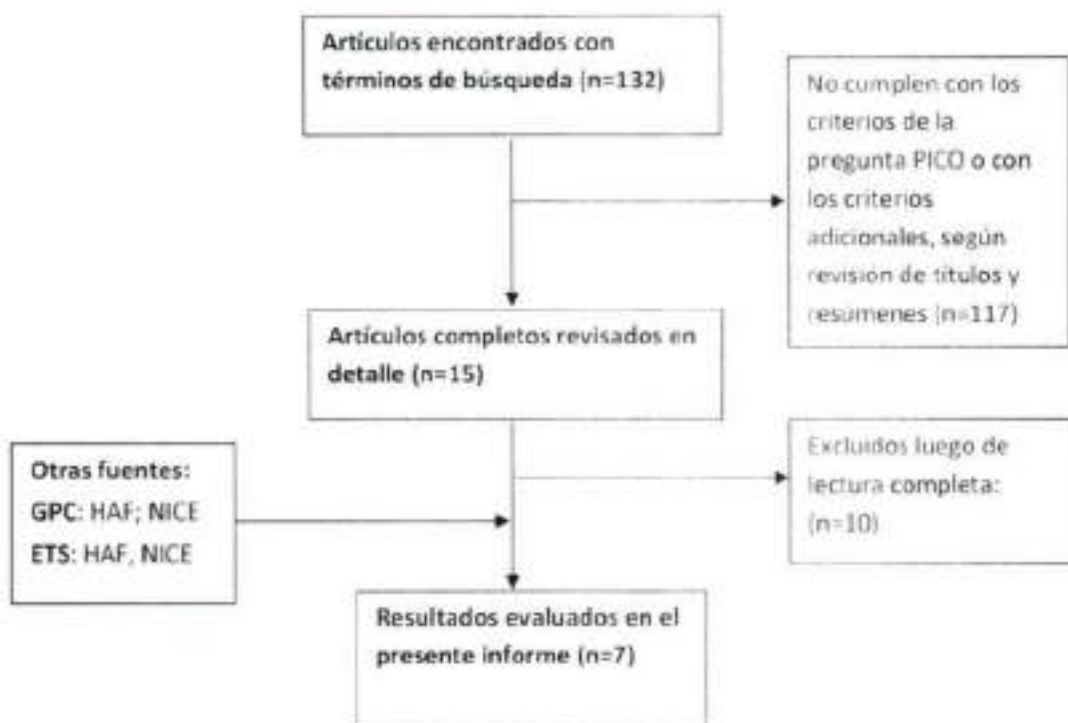 Artículos encontrados con
términos de búsqueda (n=132)
No cumplen con los
criterios de la
pregunta PICO o con
los criterios
adicionales, según
revisión de títulos y
resúmenes (n=117)
Artículos completos revisados en
detalle (n=15)
Otras fuentes:
GPC: HAF; NICE
ETS: HAF, NICE
Excluidos luego de
lectura completa:
(n=10)
Resultados evaluados en el
presente informe (n=7)